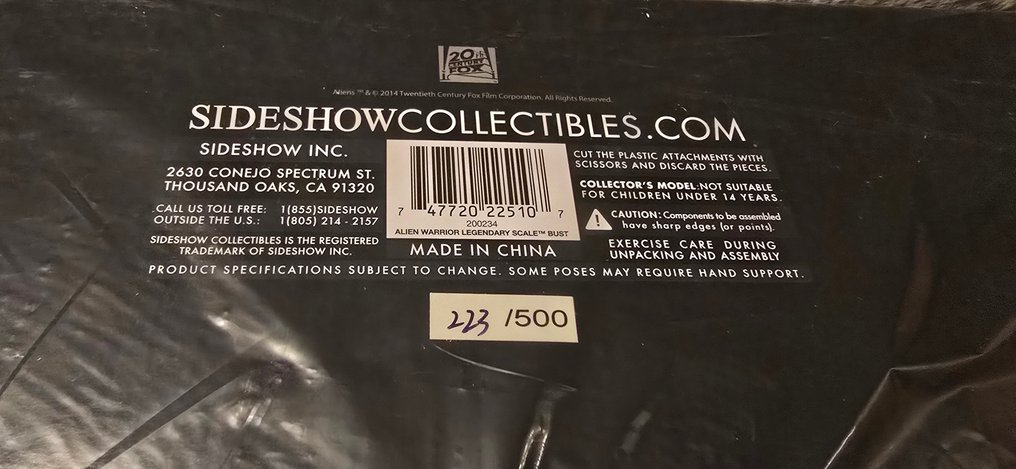 20th
CENTURY
FOX
Aliens ™ & © 2014 Twentieth Century Fox Film Corporation. All Rights Reserved.
SIDESHOWCOLLECTIBLES.COM
SIDESHOW INC.
2630 CONEJO SPECTRUM ST.
THOUSAND OAKS, CA 91320
CALL US TOLL FREE: 1(855)SIDESHOW
OUTSIDE THE U.S.: 1(805) 214 - 2157
SIDESHOW COLLECTIBLES IS THE REGISTERED
TRADEMARK OF SIDESHOW INC.
7 47720 22510 7
200234
ALIEN WARRIOR LEGENDARY SCALE™ BUST
MADE IN CHINA
CUT THE PLASTIC ATTACHMENTS WITH
SCISSORS AND DISCARD THE PIECES.
COLLECTOR'S MODEL: NOT SUITABLE
FOR CHILDREN UNDER 14 YEARS.
CAUTION: Components to be assembled
have sharp edges (or points).
EXERCISE CARE DURING
UNPACKING AND ASSEMBLY
PRODUCT SPECIFICATIONS SUBJECT TO CHANGE. SOME POSES MAY REQUIRE HAND SUPPORT.
223 /500